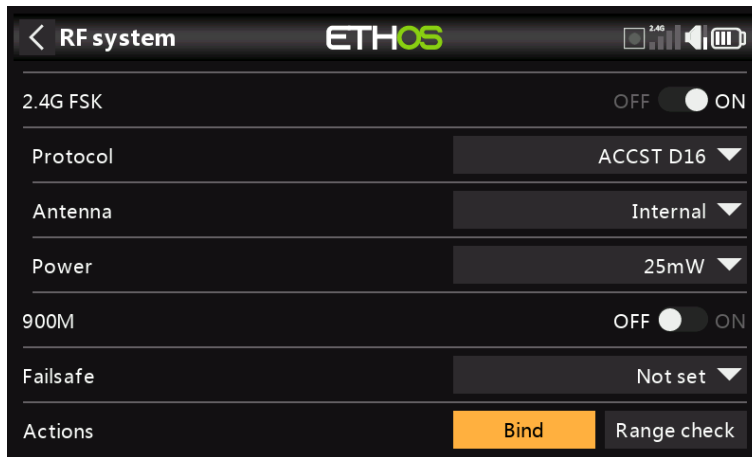 RF system ETHOS 2.4G
2.4G FSK OFF ON
Protocol ACCST D16
Antenna Internal
Power 25mW
900M OFF ON
Failsafe Not set
Actions Bind Range check